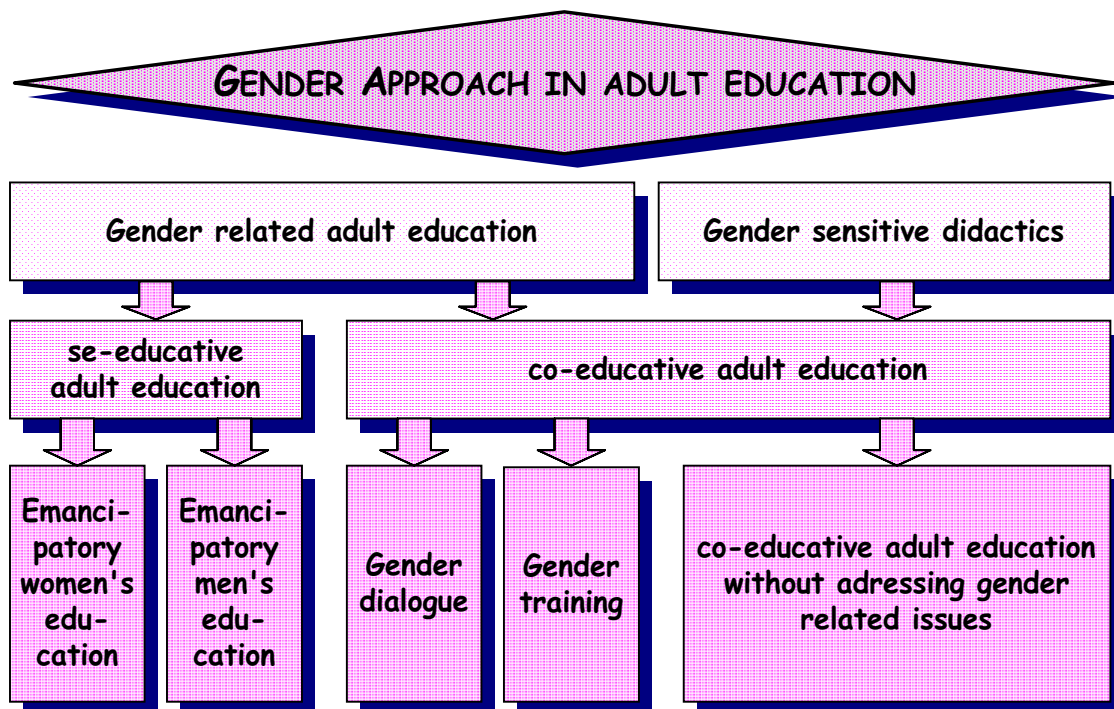 GENDER APPROACH IN ADULT EDUCATION
Gender related adult education
Gender sensitive didactics
se-educative
adult education
co-educative adult education
Emanci-
patory
women's
edu-
cation
Emanci-
patory
men's
edu-
cation
Gender
dialogue
Gender
training
co-educative adult education
without adressing gender
related issues